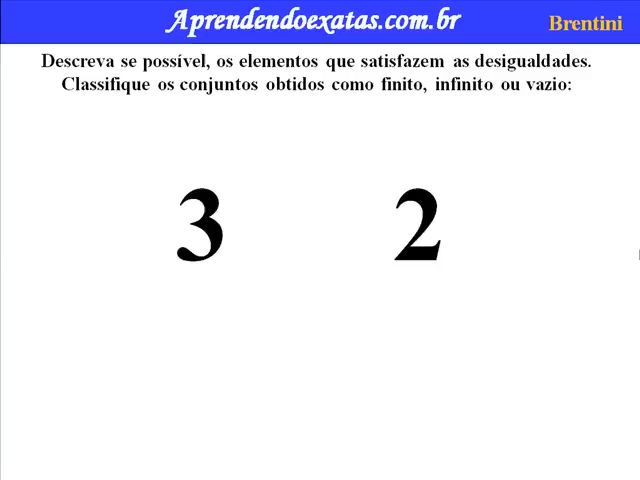 Aprendendoexatas.com.br
Brentini
Descreva se possível, os elementos que satisfazem as desigualdades.
Classifique os conjuntos obtidos como finito, infinito ou vazio:
3 2